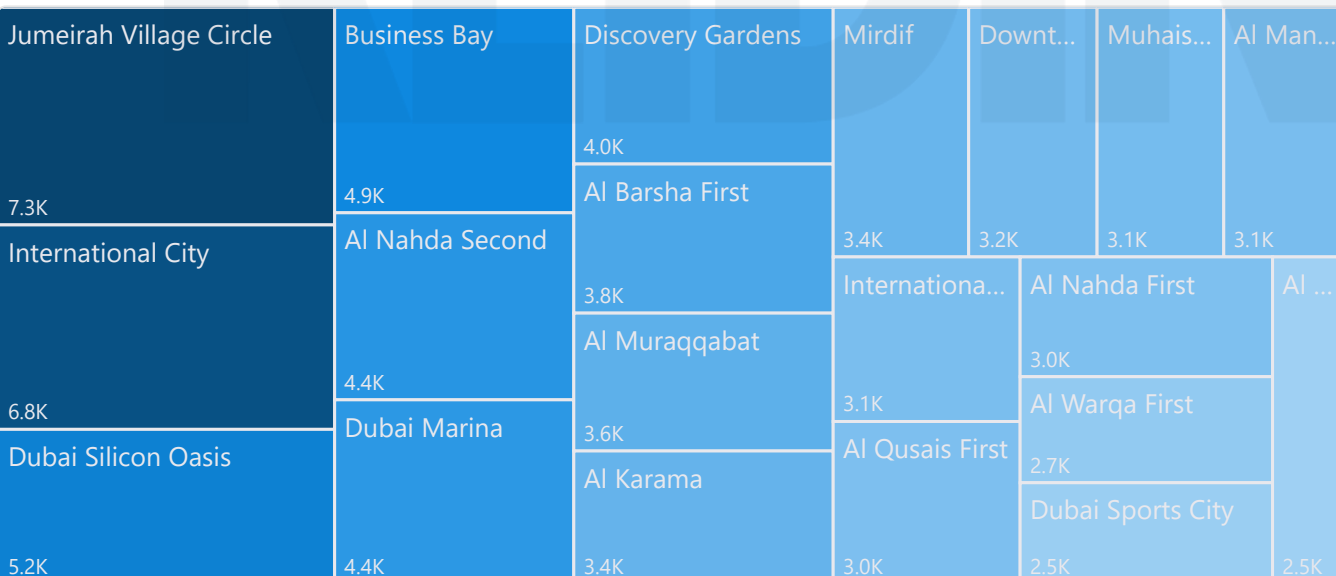 Jumeirah Village Circle
7.3K
International City
6.8K
Dubai Silicon Oasis
5.2K
Business Bay
4.9K
Al Nahda Second
4.4K
Dubai Marina
4.4K
Discovery Gardens
4.0K
Al Barsha First
3.8K
Al Muraqqabat
3.6K
Al Karama
3.4K
Mirdif
3.4K
Downt...
3.2K
Muhais...
3.1K
Al Man...
3.1K
Internationa...
3.1K
Al Qusais First
3.0K
Al Nahda First
3.0K
Al Warqa First
2.7K
Dubai Sports City
2.5K
Al ...
2.5K